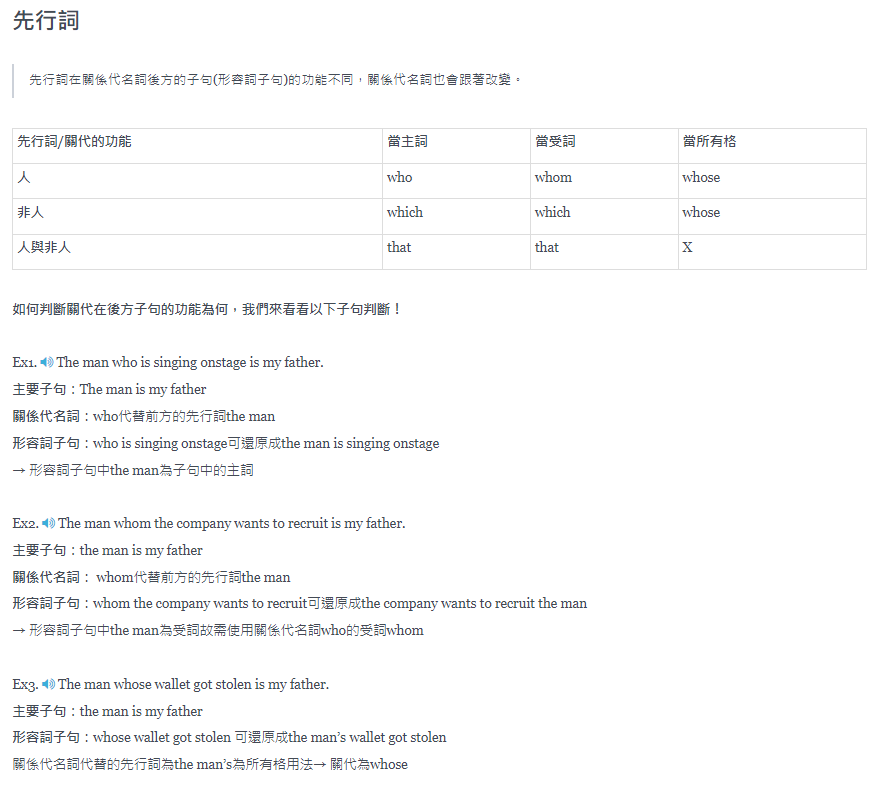 先行詞
先行詞在關係代名詞後方的子句(形容詞子句)的功能不同，關係代名詞也會跟著改變。
先行詞/關代的功能 當主詞 當受詞 當所有格
人 who whom whose
非人 which which whose
人與非人 that that X
如何判斷關代在後方子句的功能為何，我們來看看以下子句判斷！
Ex1. The man who is singing onstage is my father.
主要子句：The man is my father
關係代名詞：who代替前方的先行詞the man
形容詞子句：who is singing onstage可還原成the man is singing onstage
→ 形容詞子句中the man為子句中的主詞
Ex2. The man whom the company wants to recruit is my father.
主要子句：the man is my father
關係代名詞： whom代替前方的先行詞the man
形容詞子句：whom the company wants to recruit可還原成the company wants to recruit the man
→ 形容詞子句中the man為受詞故需使用關係代名詞who的受詞whom
Ex3. The man whose wallet got stolen is my father.
主要子句：the man is my father
形容詞子句：whose wallet got stolen 可還原成the man’s wallet got stolen
關係代名詞代替的先行詞為the man’s為所有格用法→ 關代為whose